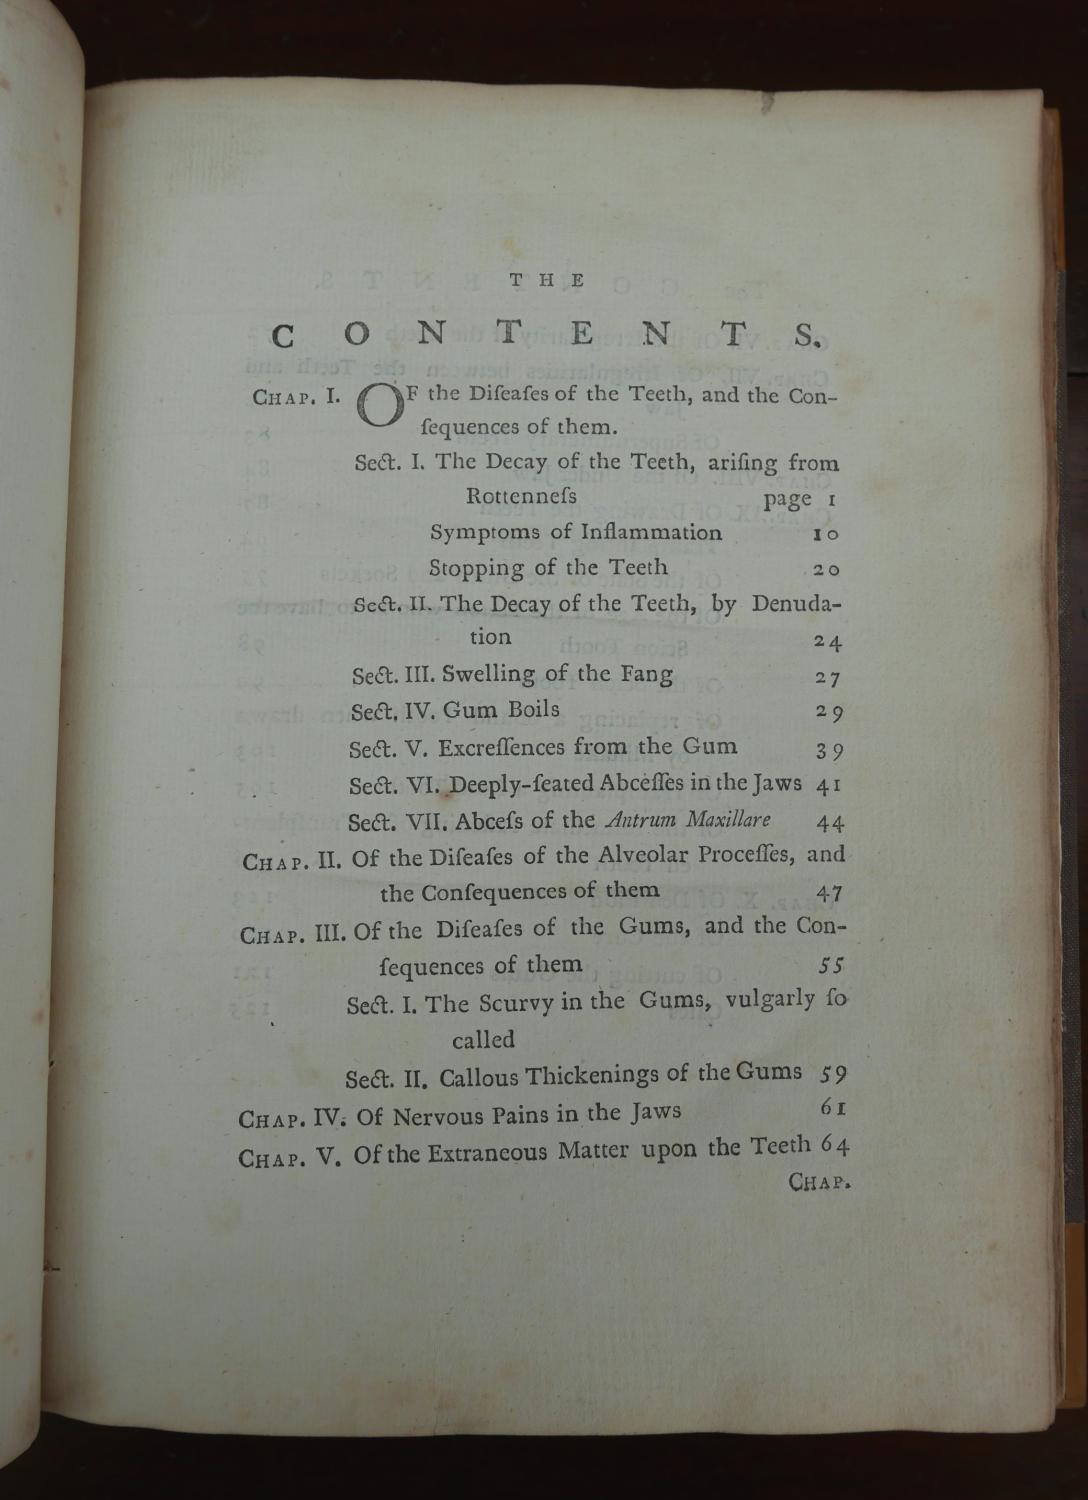 THE
CONTENTS.
CHAP. I. OF the Diſeaſes of the Teeth, and the Con-
ſequences of them.
Sect. I. The Decay of the Teeth, ariſing from
Rottenneſs page 1
Symptoms of Inflammation 10
Stopping of the Teeth 20
Sect. II. The Decay of the Teeth, by Denuda-
tion 24
Sect. III. Swelling of the Fang 27
Sect. IV. Gum Boils 29
Sect. V. Excreſſences from the Gum 39
Sect. VI. Deeply-ſeated Abceſſes in the Jaws 41
Sect. VII. Abceſs of the Antrum Maxillare 44
CHAP. II. Of the Diſeaſes of the Alveolar Proceſſes, and
the Conſequences of them 47
CHAP. III. Of the Diſeaſes of the Gums, and the Con-
ſequences of them 55
Sect. I. The Scurvy in the Gums, vulgarly ſo
called
Sect. II. Callous Thickenings of the Gums 59
CHAP. IV. Of Nervous Pains in the Jaws 61
CHAP. V. Of the Extraneous Matter upon the Teeth 64
CHAP.